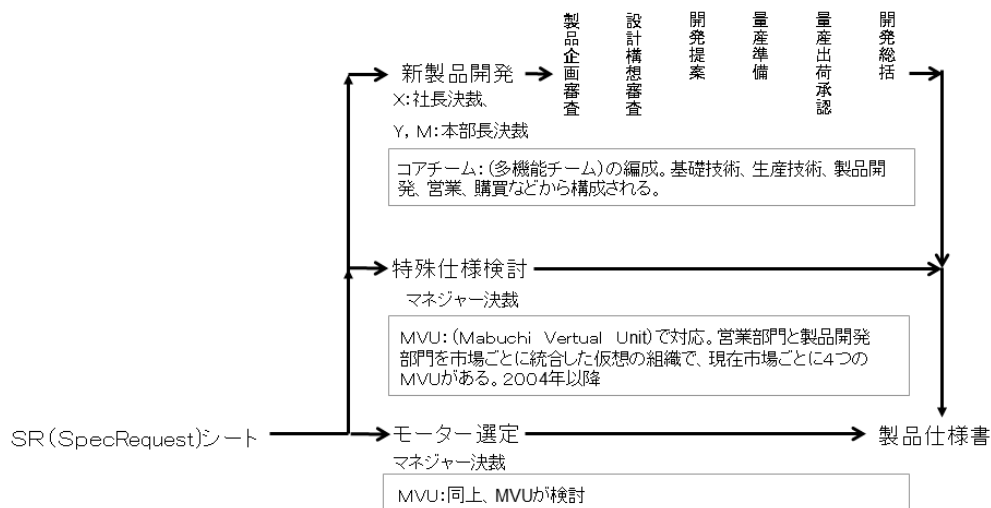 製品企画審査
設計構想審査
開発提案
量産準備
量産出荷承認
開発総括
新製品開発
X:社長決裁、
Y,M:本部長決裁
コアチーム:(多機能チーム)の編成。基礎技術、生産技術、製品開
発、営業、購買などから構成される。
特殊仕様検討
マネジャー決裁
MVU:(Mabuchi Vertual Unit)で対応。営業部門と製品開発
部門を市場ごとに統合した仮想の組織で、現在市場ごとに4つの
MVUがある。2004年以降
SR(SpecRequest)シート
モーター選定
製品仕様書
マネジャー決裁
MVU:同上、MVUが検討